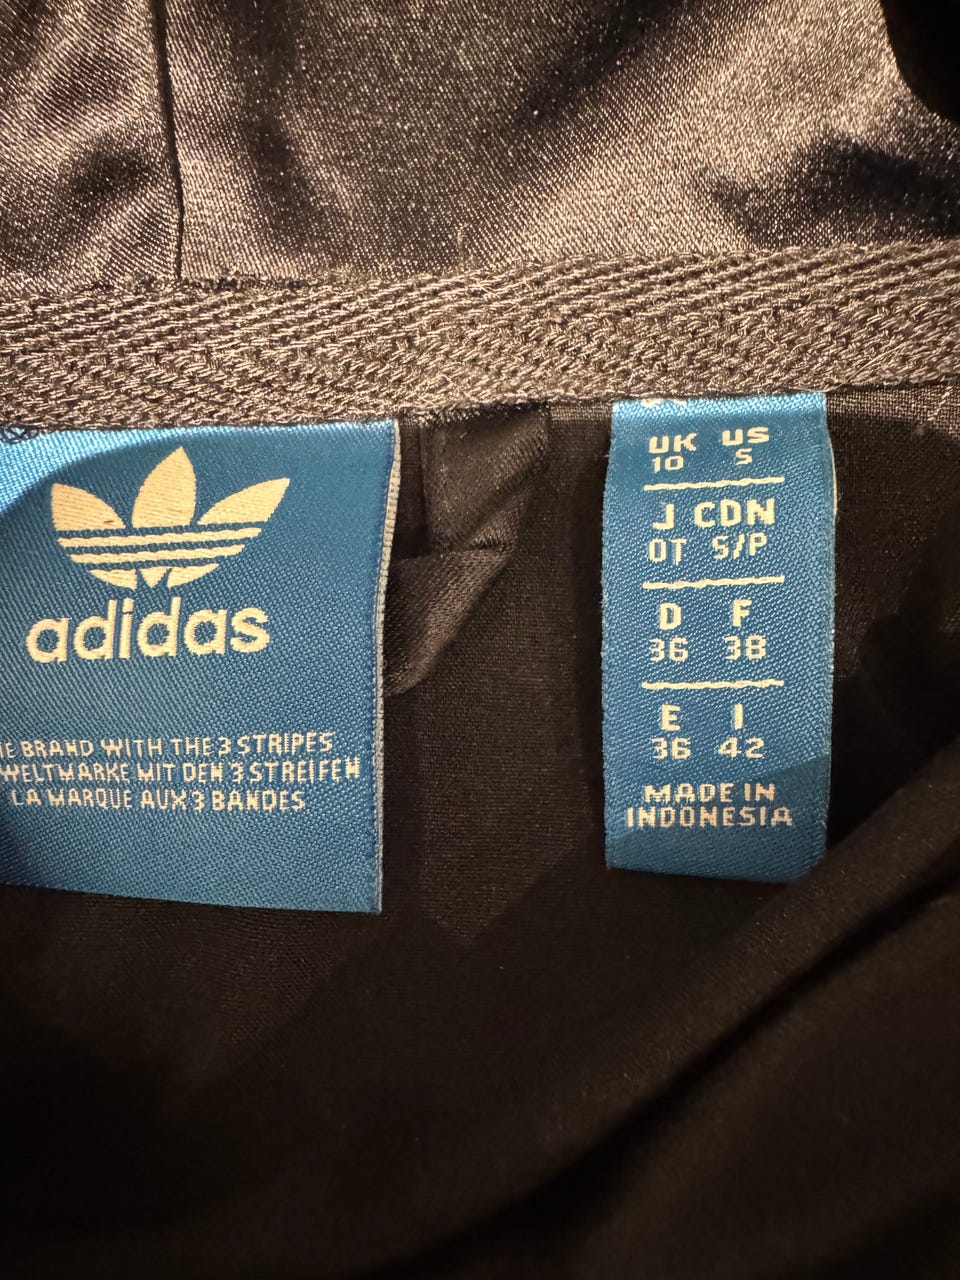 adidas
BRAND WITH THE 3 STRIPES
WELTMARKE MIT DEN 3 STREIFEN
LA MARQUE AUX 3 BANDES
UK US
10 S
J CDN
OT S/P
D F
36 38
E I
36 42
MADE IN
INDONESIA